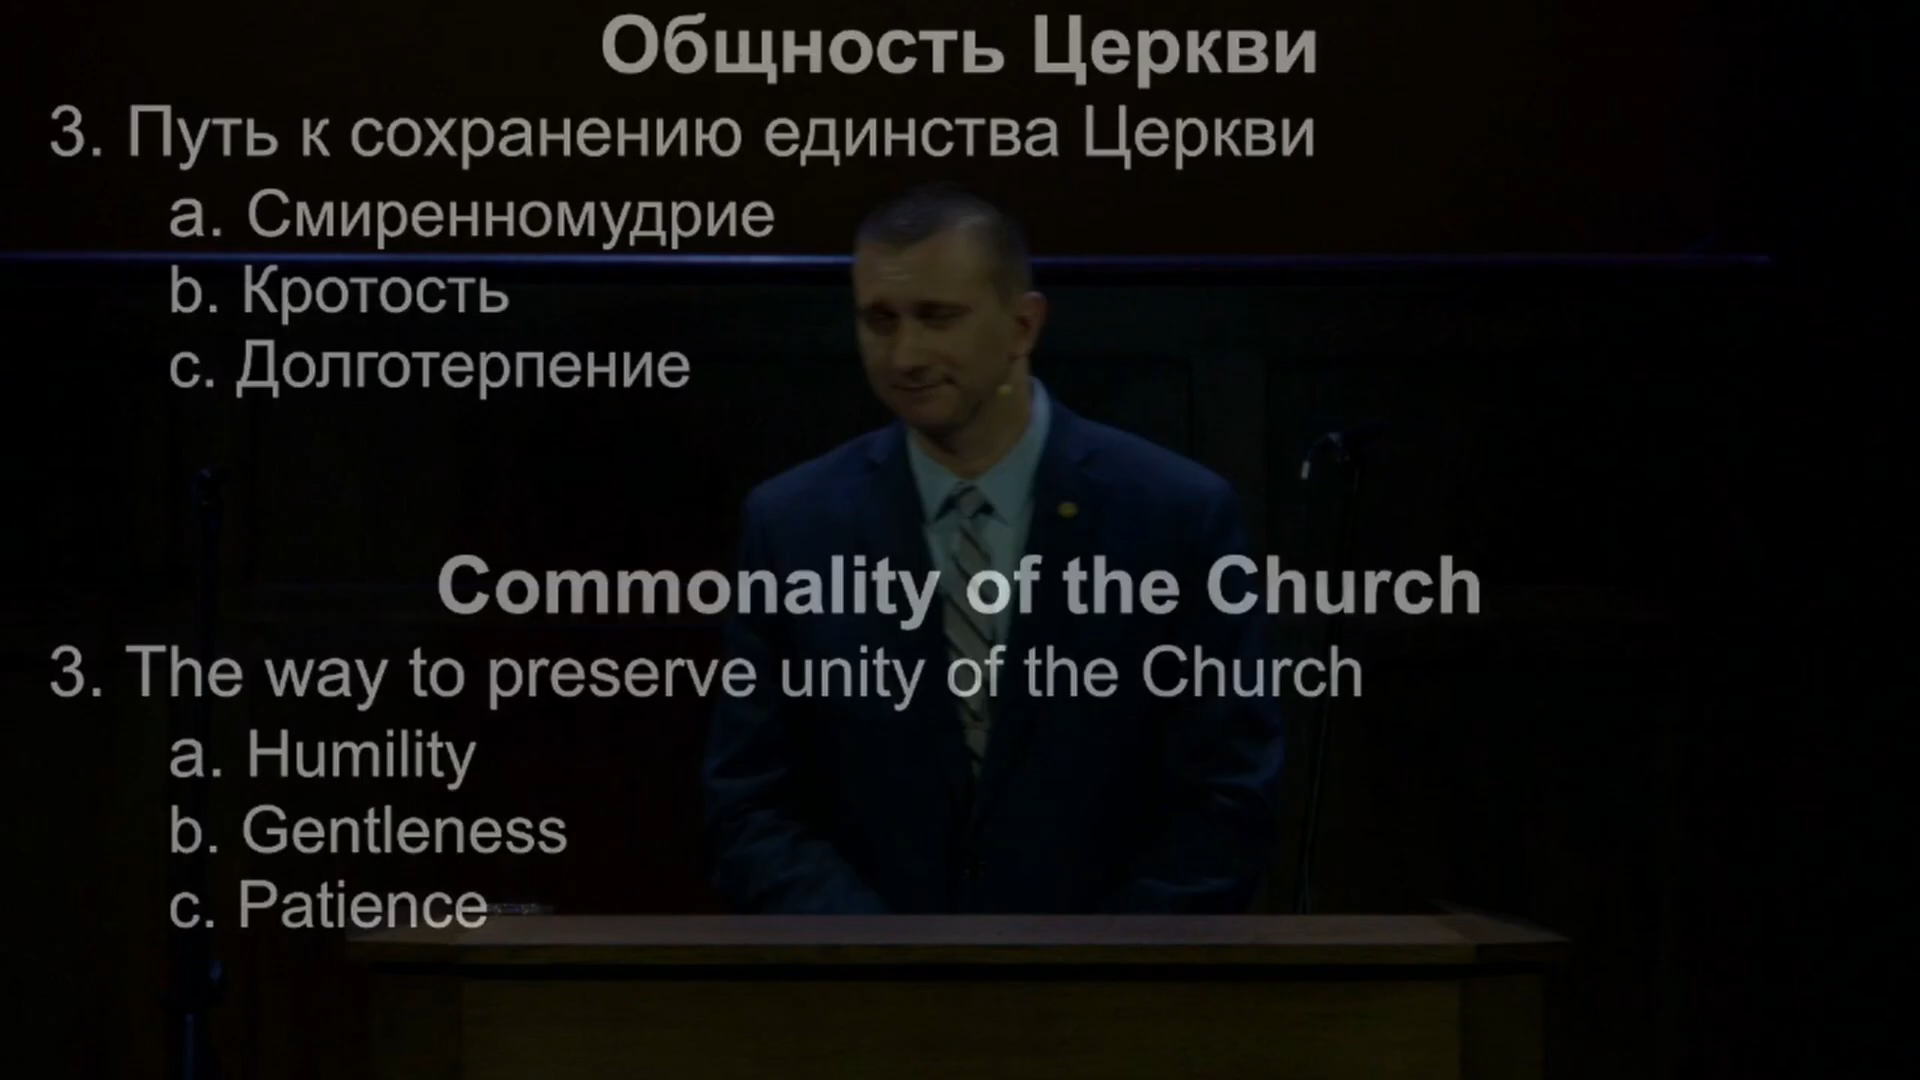 Общность Церкви
3. Путь к сохранению единства Церкви
a. Смиренномудрие
b. Кротость
c. Долготерпение
Commonality of the Church
3. The way to preserve unity of the Church
a. Humility
b. Gentleness
c. Patience